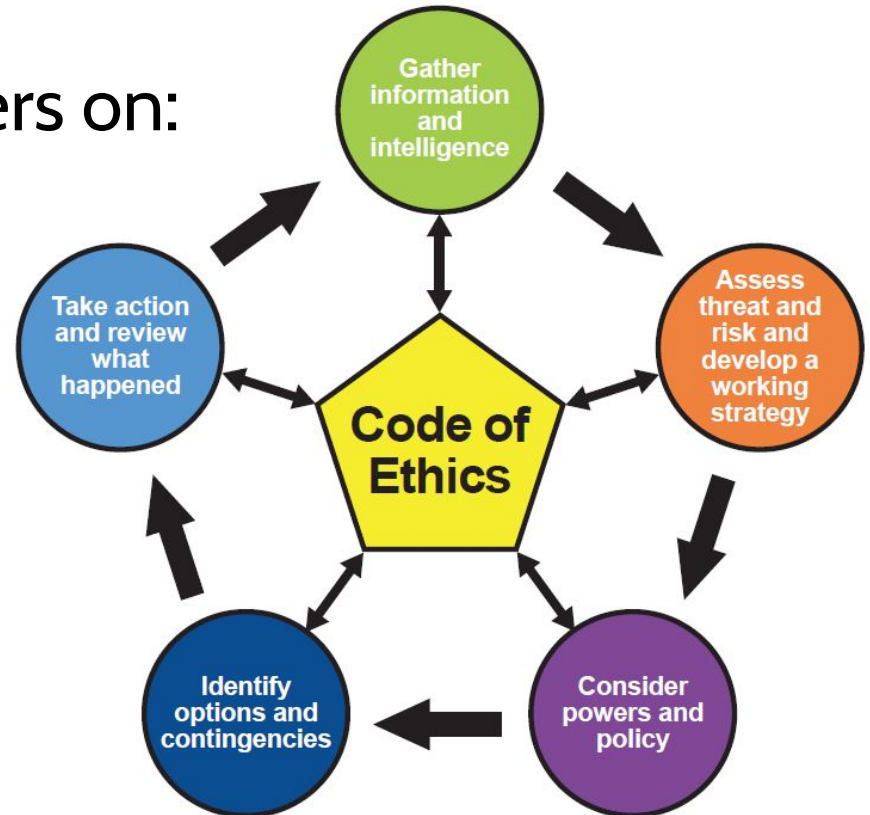 ers on:
Gather
information
and
intelligence
Assess
threat and
risk and
develop a
working
strategy
Consider
powers and
policy
Identify
options and
contingencies
Take action
and review
what
happened
Code of
Ethics